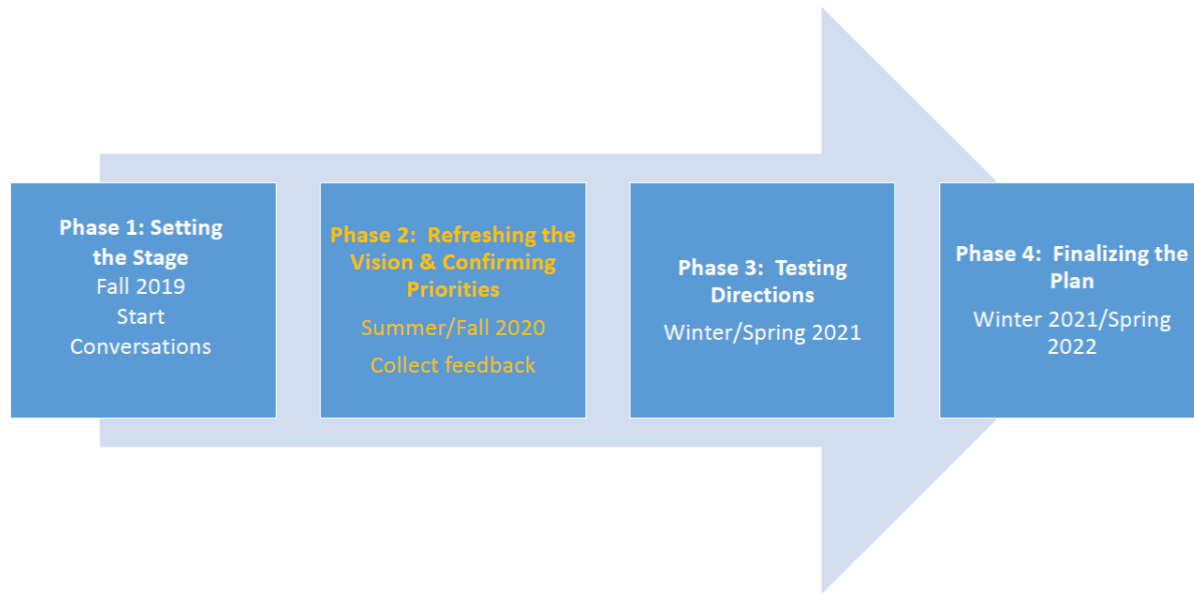 Phase 1: Setting
the Stage
Fall 2019
Start
Conversations
Phase 2:  Refreshing the
Vision & Confirming
Priorities
Summer/Fall 2020
Collect feedback
Phase 3:  Testing
Directions
Winter/Spring 2021
Phase 4:  Finalizing the
Plan
Winter 2021/Spring
2022